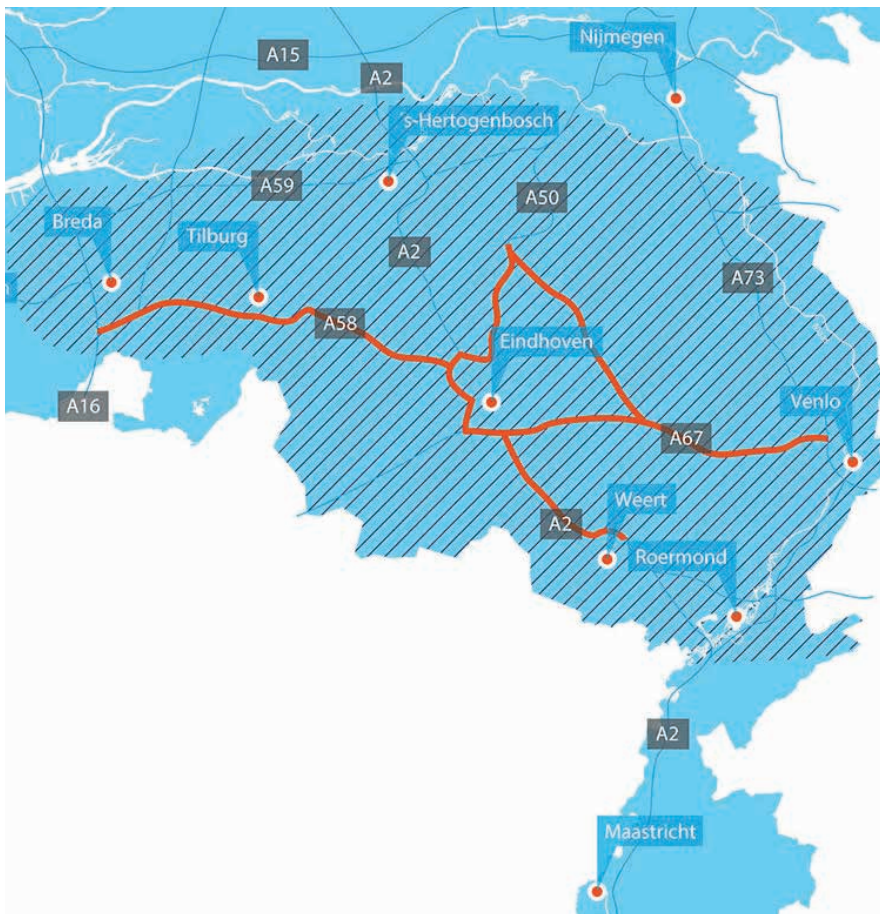 Nijmegen
A15
A2
's-Hertogenbosch
A59
A50
Breda
Tilburg
A2
A73
A58
Eindhoven
A16
Venlo
A67
Weert
A2
Roermond
A2
Maastricht